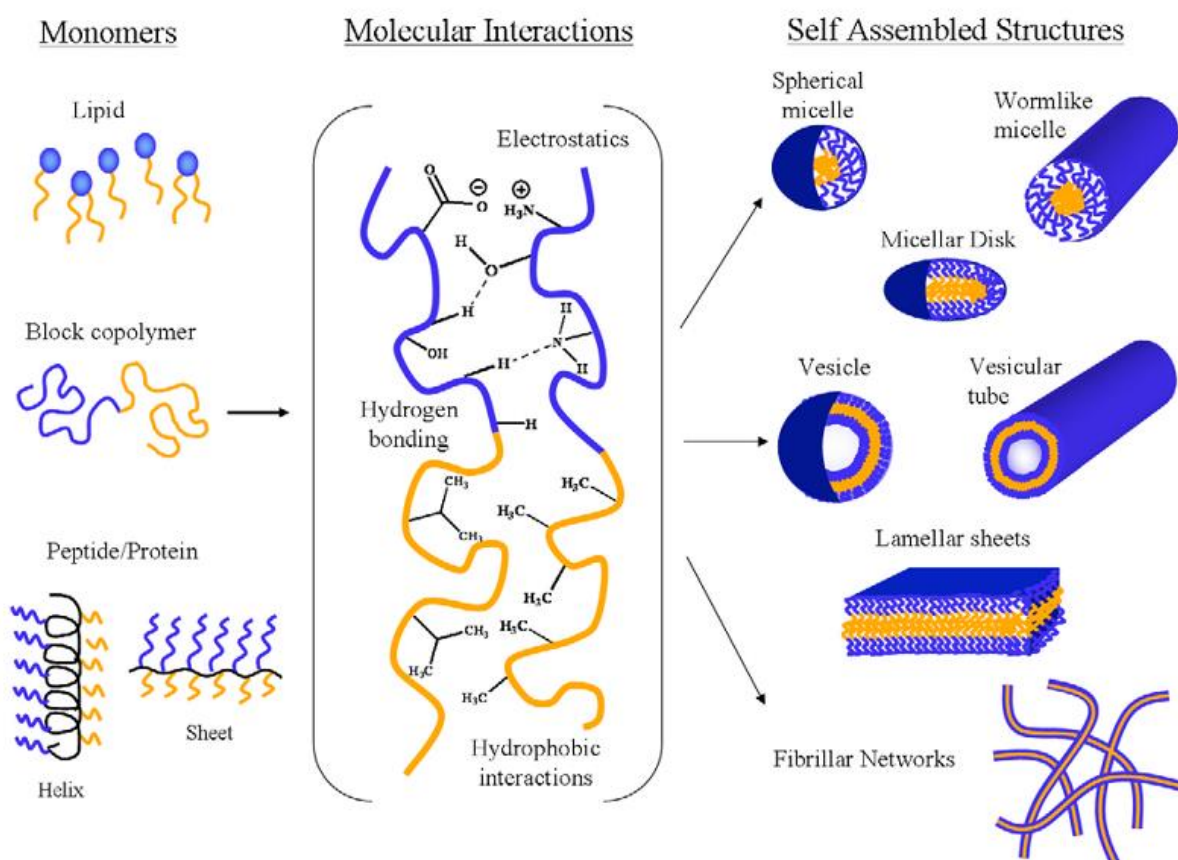 Monomers
Molecular Interactions
Self Assembled Structures
Lipid
Block copolymer
Peptide/Protein
Helix
Sheet
Electrostatics
O
⊖
O
⊕
H₃N
H
O
H
OH
H
H
N
H
Hydrogen
bonding
H
CH₃
CH₃
H₃C
H₃C
H₃C
CH₃
H₃C
H₃C
H₃C
Hydrophobic
interactions
Spherical
micelle
Wormlike
micelle
Micellar Disk
Vesicle
Vesicular
tube
Lamellar sheets
Fibrillar Networks